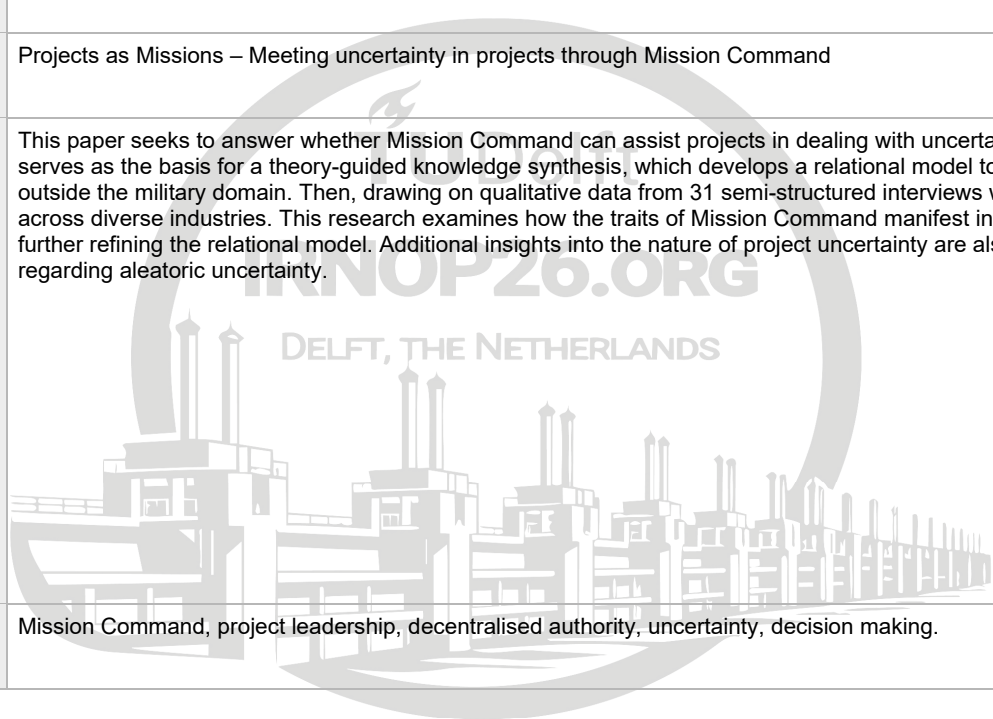 Projects as Missions – Meeting uncertainty in projects through Mission Command
TU Delft
This paper seeks to answer whether Mission Command can assist projects in dealing with
serves as the basis for a theory-guided knowledge synthesis, which develops a relational model to
outside the military domain. Then, drawing on qualitative data from 31 semi-structured interviews
across diverse industries. This research examines how the traits of Mission Command manifest in
further refining the relational model. Additional insights into the nature of project uncertainty are
regarding aleatoric uncertainty.
IRNOP26.ORG
DELFT, THE NETHERLANDS
Mission Command, project leadership, decentralised authority, uncertainty, decision making.